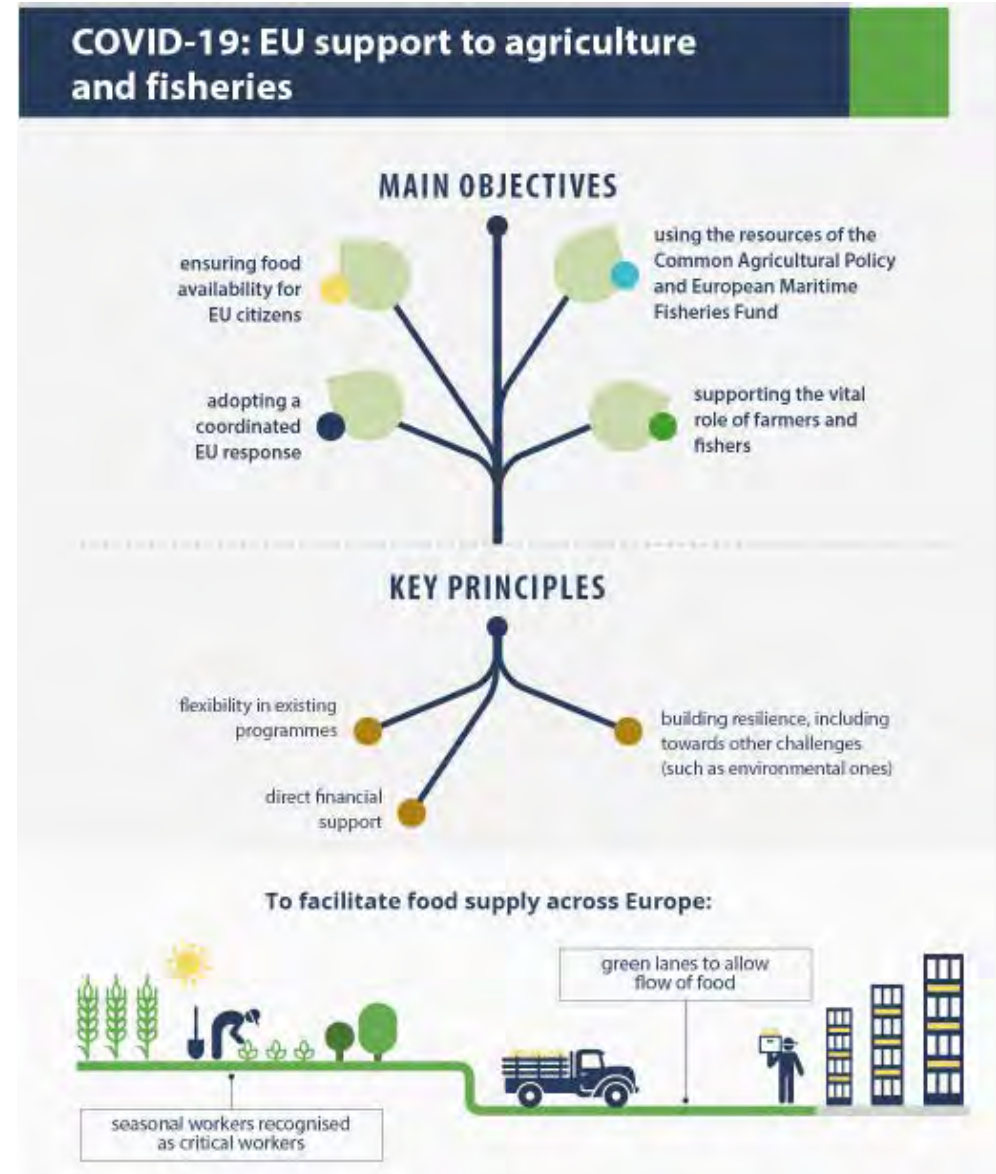 COVID-19: EU support to agriculture
and fisheries
MAIN OBJECTIVES
ensuring food
availability for
EU citizens
using the resources of the
Common Agricultural Policy
and European Maritime
Fisheries Fund
adopting a
coordinated
EU response
supporting the vital
role of farmers and
fishers
KEY PRINCIPLES
flexibility in existing
programmes
building resilience, including
towards other challenges
(such as environmental ones)
direct financial
support
To facilitate food supply across Europe:
green lanes to allow
flow of food
seasonal workers recognised
as critical workers